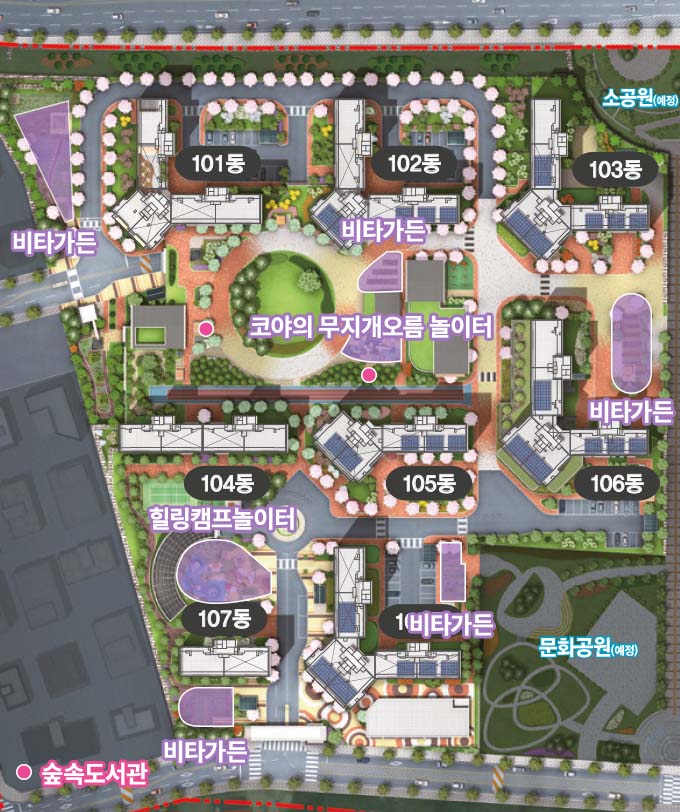 소공원(예정)
101동
102동
103동
비타가든
비타가든
코야의 무지개오름 놀이터
비타가든
104동
105동
106동
힐링캠프놀이터
107동
10
비타가든
문화공원(예정)
비타가든
숲속도서관